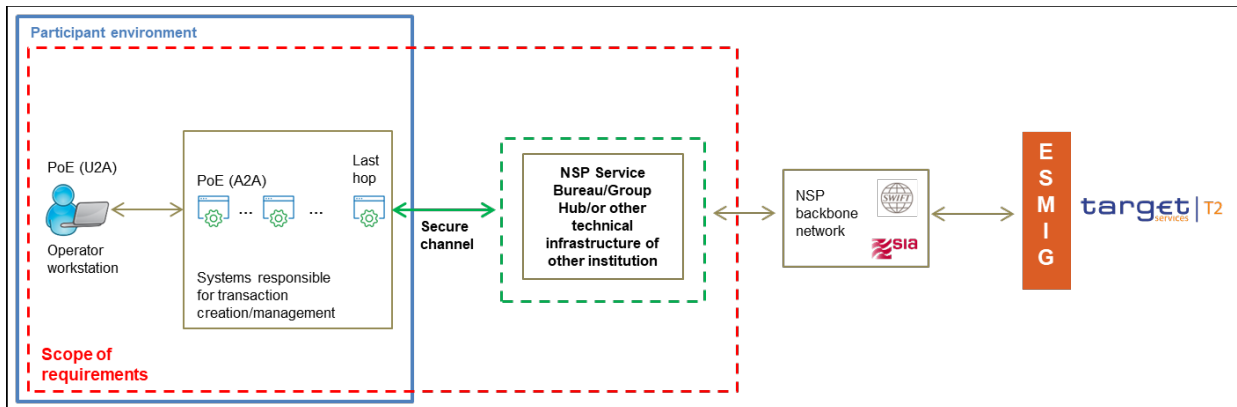 Participant environment
PoE (U2A)
Operator
workstation
PoE (A2A)
Last
hop
...
...
Systems responsible
for transaction
creation/management
Secure
channel
NSP Service
Bureau/Group
Hub/or other
technical
infrastructure of
other institution
NSP
backbone
network
SWIFT
sia
E
S
M
I
G
target | T2
services
Scope of
requirements